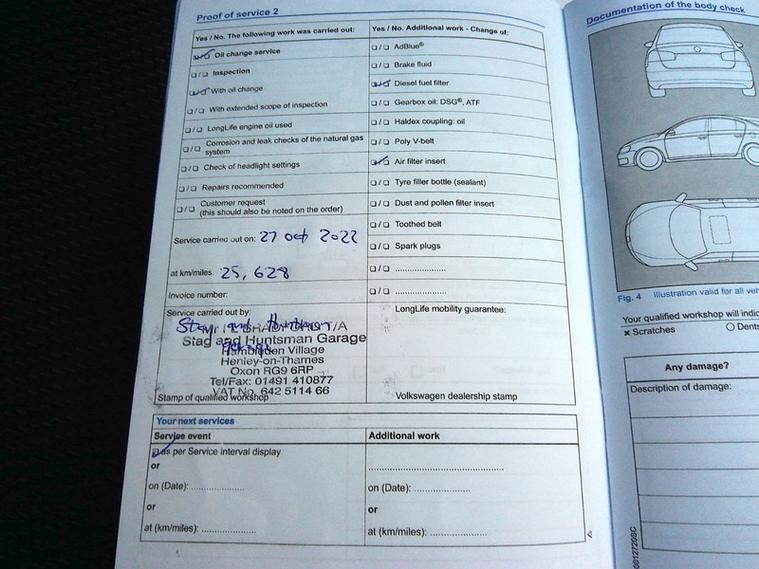 Proof of service 2
Yes / No. The following work was carried out:
Oil change service
Inspection
With oil change
With extended scope of inspection
LongLife engine oil used
Corrosion and leak checks of the natural gas
system
Check of headlight settings
Repairs recommended
Customer request
(this should also be noted on the order)
Service carried out on: 27 oct 2022
at km/miles 25,628
Invoice number:
Service carried out by:
Stag and Huntsman
T/A
Stag and Huntsman Garage
Hambleden Village
Henley-on-Thames
Oxon RG9 6RP
Tel/Fax: 01491 410877
VAT No. 642 5114 66
Stamp of qualified workshop
Yes / No. Additional work - Change of:
AdBlue®
Brake fluid
Diesel fuel filter
Gearbox oil: DSG®, ATF
Haldex coupling: oil
Poly V-belt
Air filter insert
Tyre filler bottle (sealant)
Dust and pollen filter insert
Toothed belt
Spark plugs
LongLife mobility guarantee:
Volkswagen dealership stamp
Your next services
Service event
as per Service interval display
or
on (Date): ....................
or
at (km/miles): ....................
Additional work
on (Date): ....................
or
at (km/miles): ....................
Documentation of the body check
Fig. 4 Illustration valid for all veh
Your qualified workshop will indic
x Scratches O Dents
Any damage?
Description of damage: